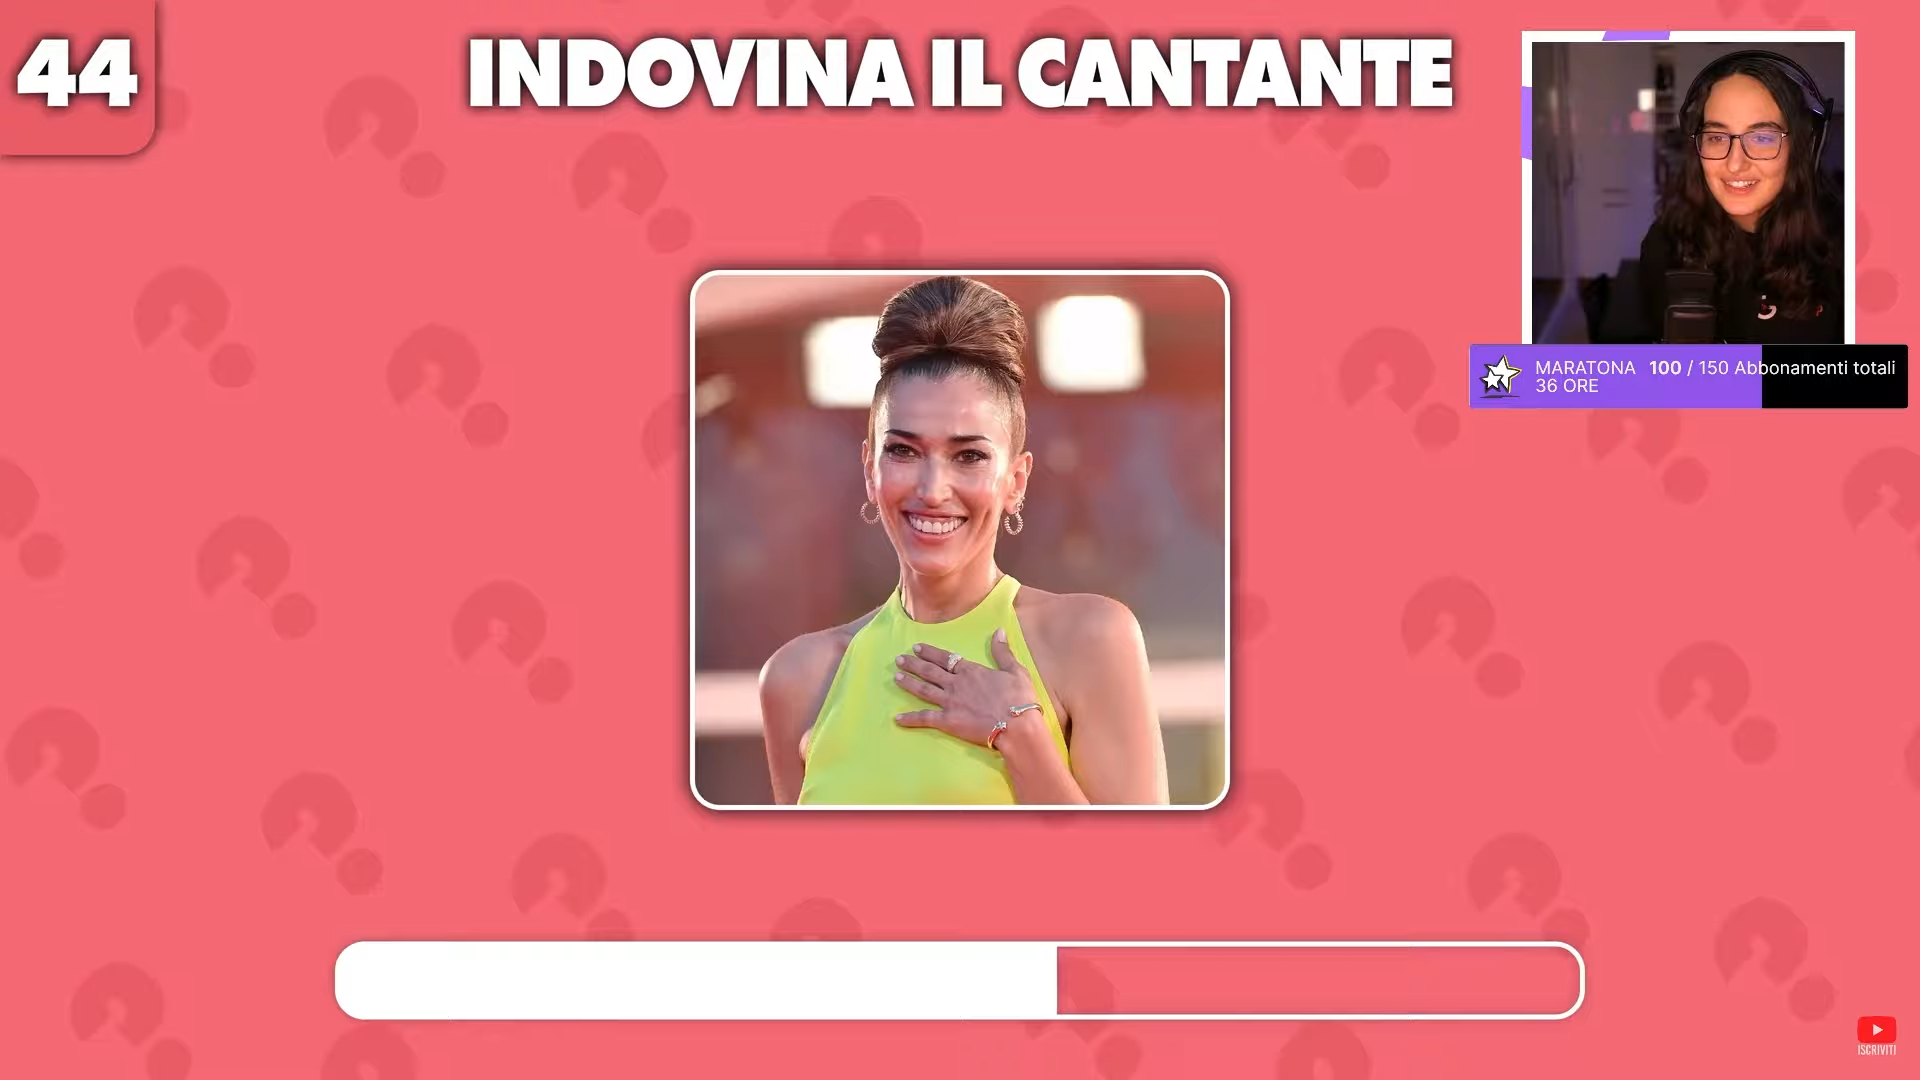 44
INDOVINA IL CANTANTE
MARATONA 100 / 150 Abbonamenti totali
36 ORE
ISCRIVITI